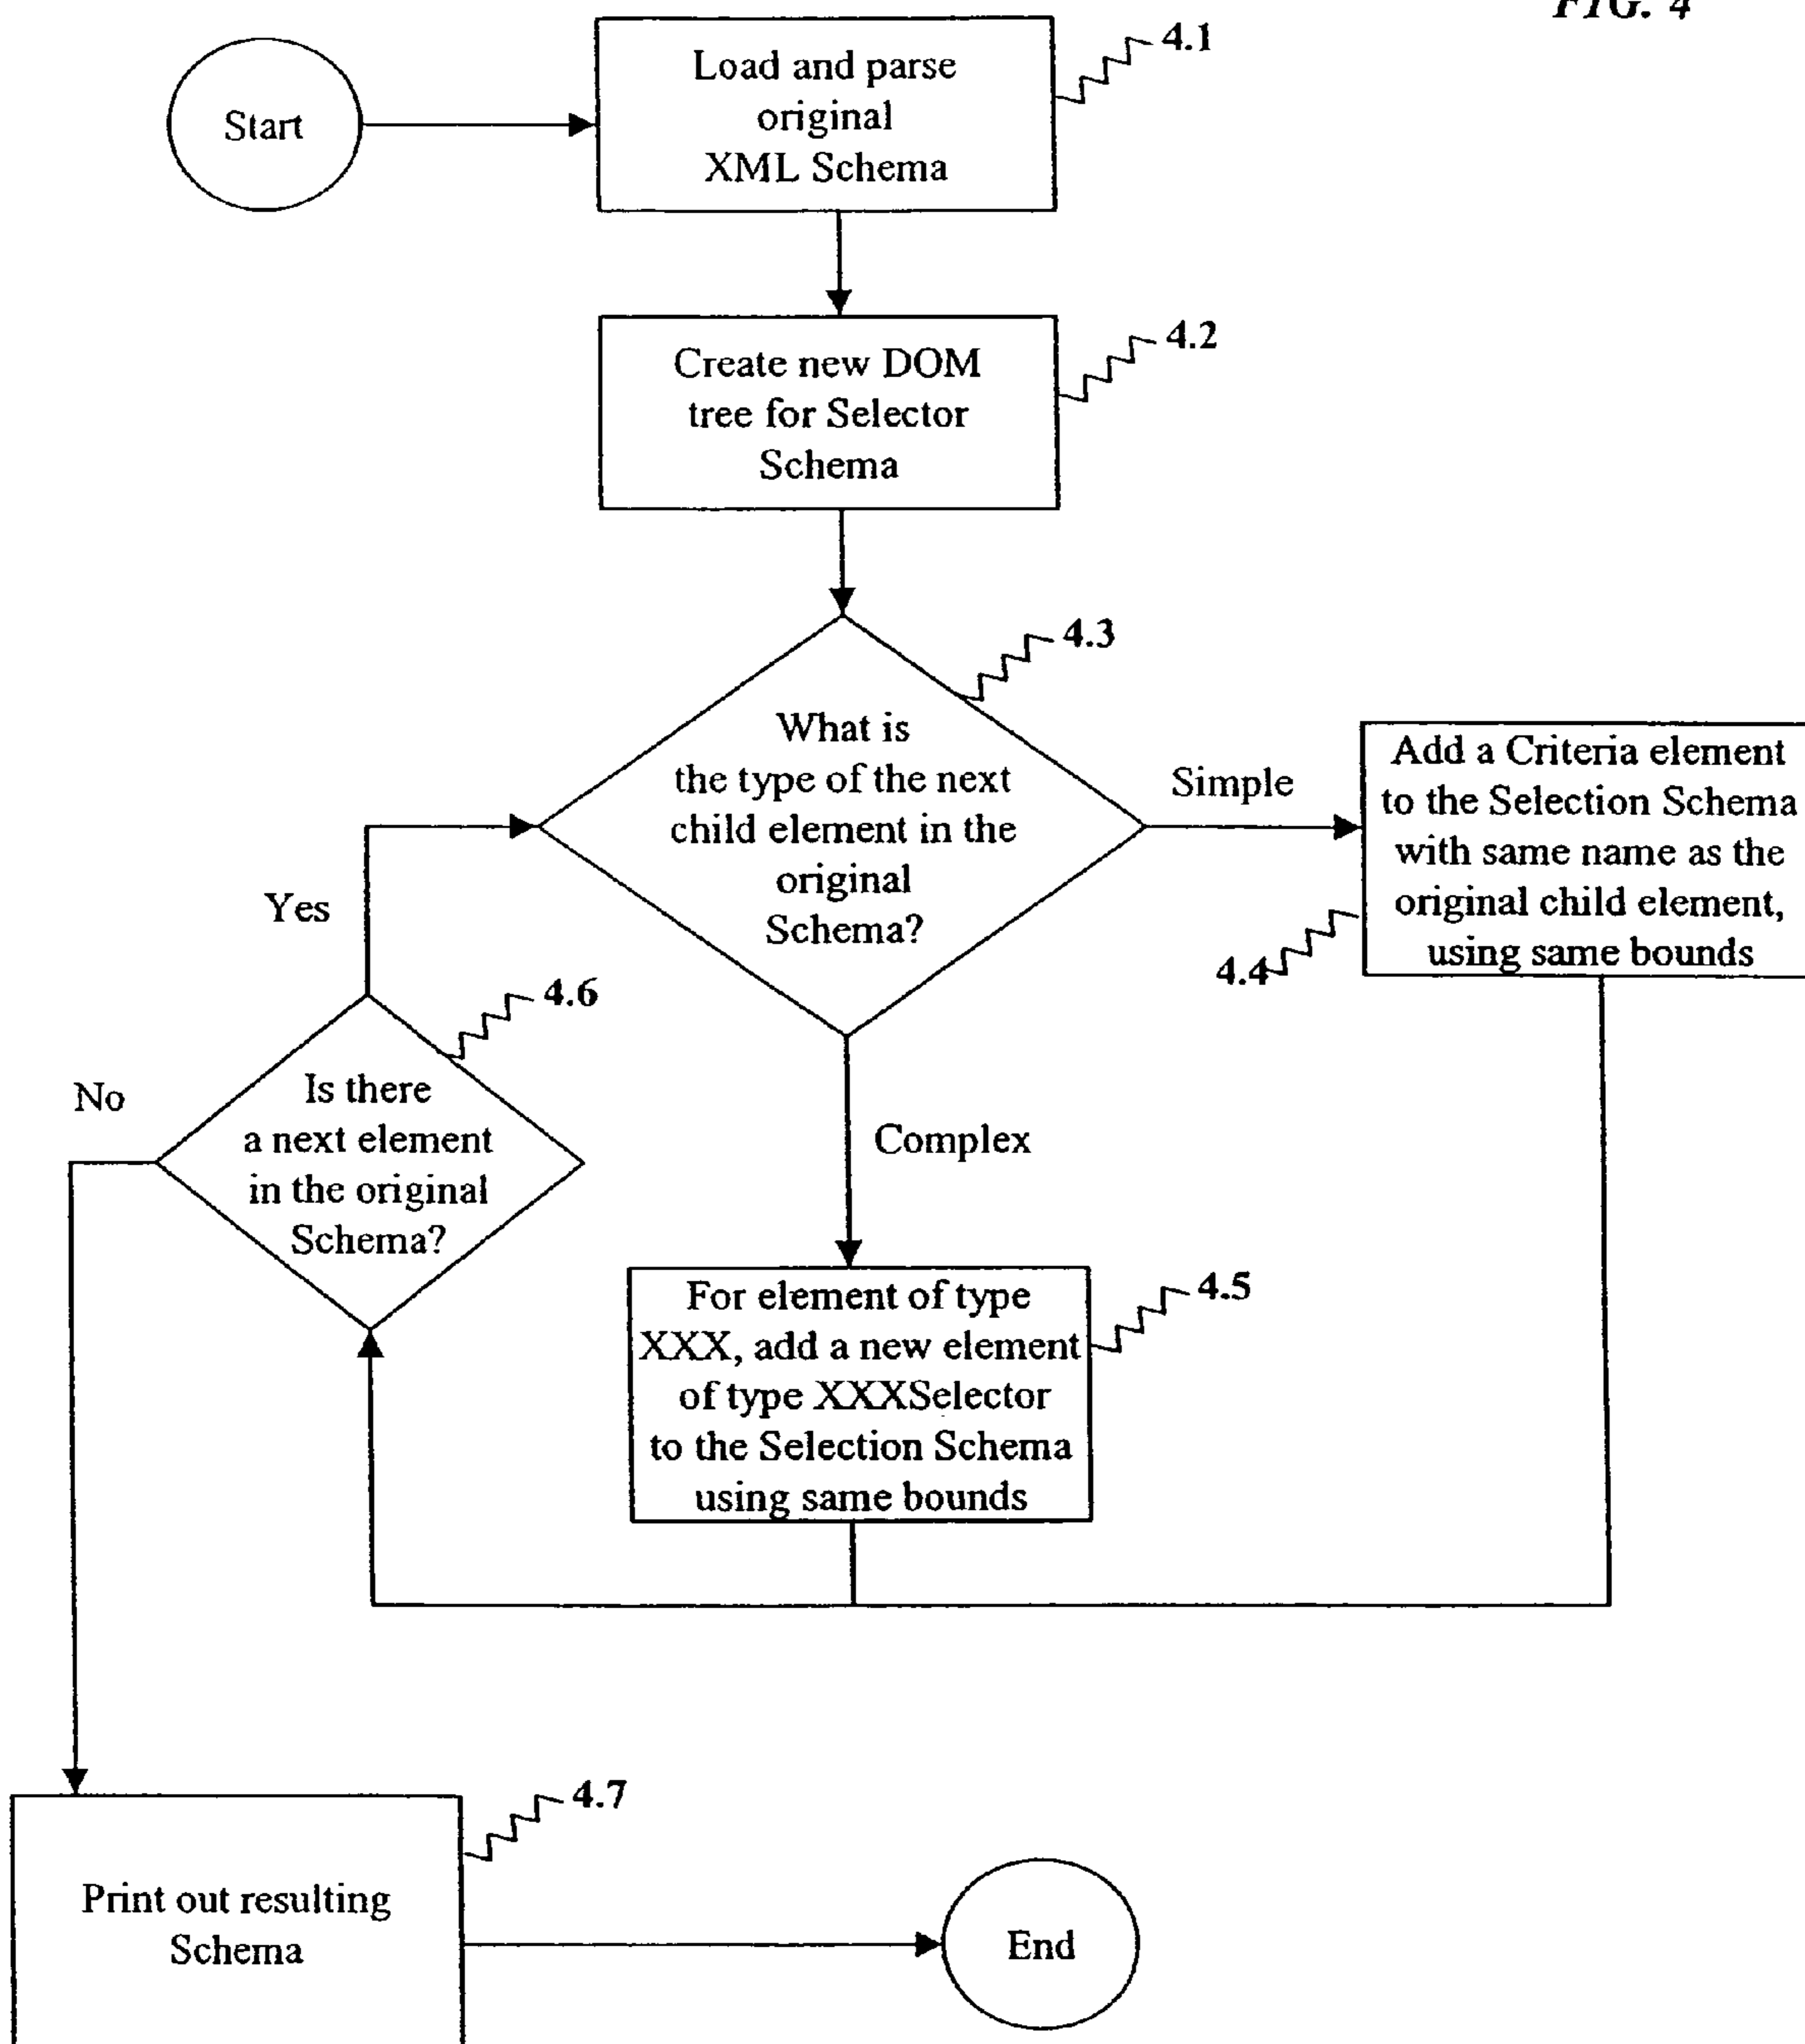 FIG. 4
Start
Load and parse
original
XML Schema
4.1
Create new DOM
tree for Selector
Schema
4.2
What is
the type of the next
child element in the
original
Schema?
4.3
Simple
Add a Criteria element
to the Selection Schema
with same name as the
original child element,
using same bounds
4.4
Yes
4.6
Is there
a next element
in the original
Schema?
No
Complex
For element of type
XXX, add a new element
of type XXXSelector
to the Selection Schema
using same bounds
4.5
4.7
Print out resulting
Schema
End